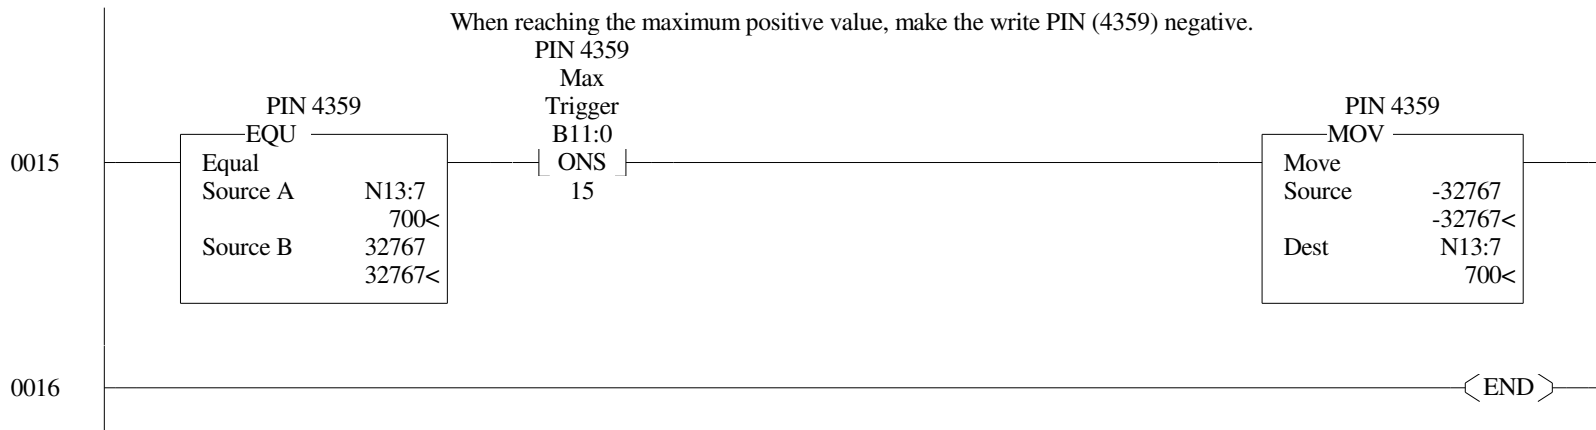 When reaching the maximum positive value, make the write PIN (4359) negative.
PIN 4359
Max
Trigger
B11:0
ONS
15
PIN 4359
EQU
Equal
Source A N13:7
700<
Source B 32767
32767<
PIN 4359
MOV
Move
Source -32767
-32767<
Dest N13:7
700<
0015
0016
END